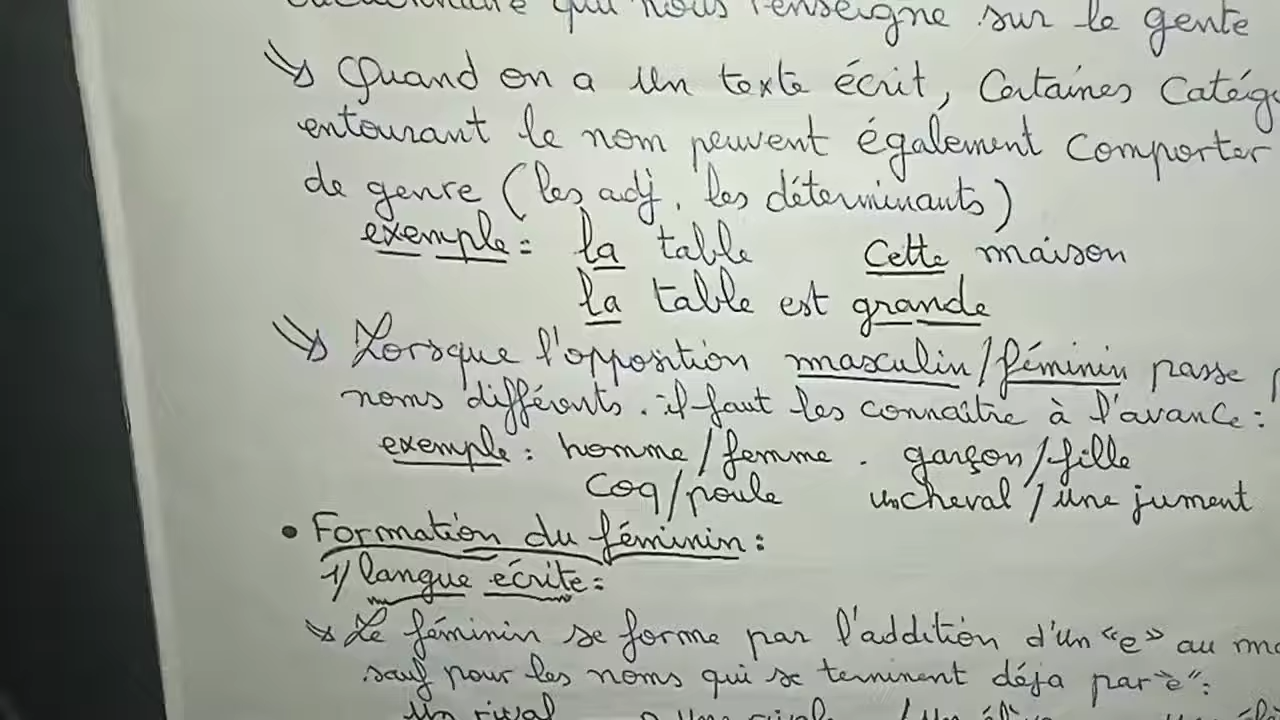 qui nous renseigne sur le gente
Quand on a un texte écrit, Certaines Catég
entourant le nom peuvent également Comporter
de genre (les adj, les déterminants)
exemple: la table Cette maison
la table est grande
Lorsque l'opposition masculin/féminin passe
noms différents. il faut les connaître à l'avance:
exemple: homme/femme. garçon/fille
Coq/poule un cheval/une jument
• Formation du féminin:
1/ langue écrite:
Le féminin se forme par l'addition d'un "e" au
sauf pour les noms qui se terminent déja par "e":
un rival